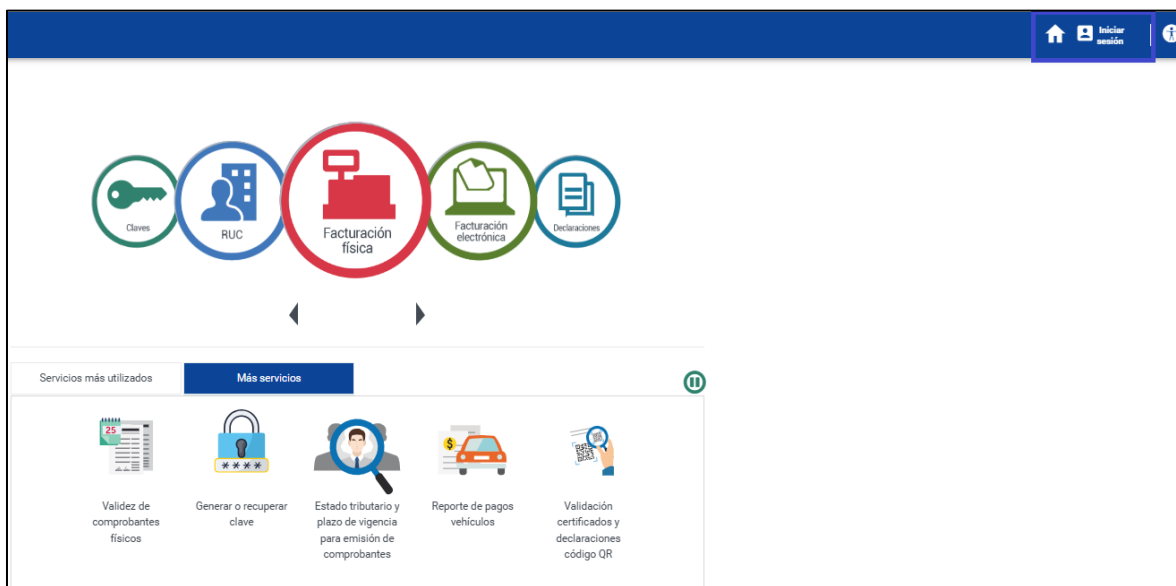 Iniciar
sesión
Claves
RUC
Facturación
física
Facturación
electrónica
Declaraciones
Servicios más utilizados
Más servicios
25
$
****
Validez de
comprobantes
físicos
Generar o recuperar
clave
Estado tributario y
plazo de vigencia
para emisión de
comprobantes
Reporte de pagos
vehículos
Validación
certificados y
declaraciones
código QR